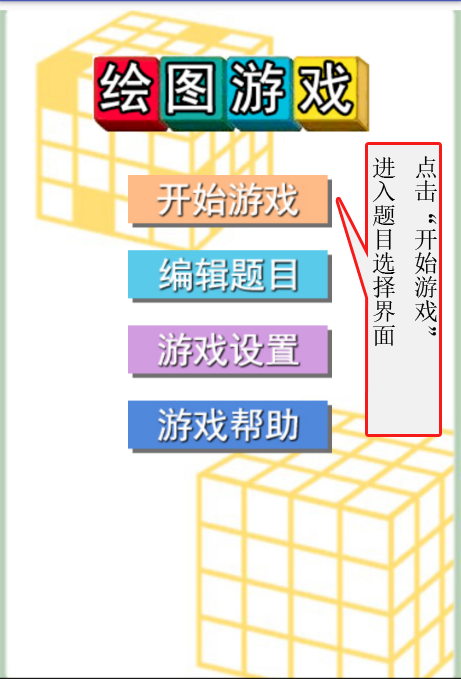 绘图游戏
开始游戏
编辑题目
游戏设置
游戏帮助
点击“开始游戏”
进入题目选择界面